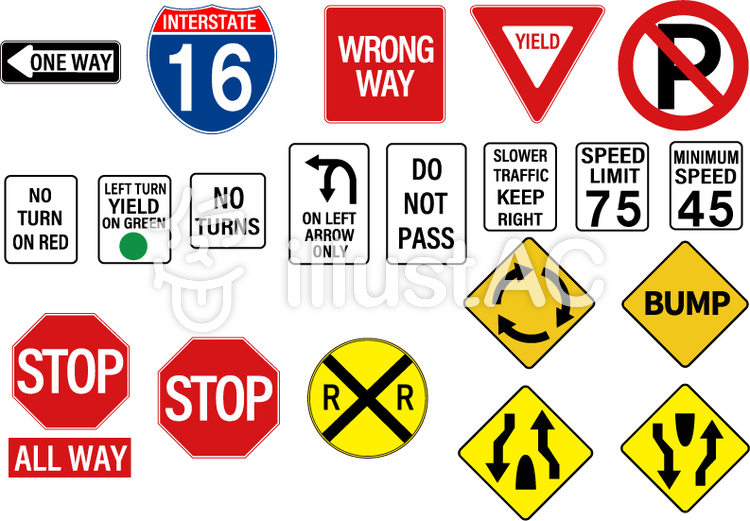 ONE WAY
INTERSTATE
16
WRONG
WAY
YIELD
P
NO
TURN
ON RED
LEFT TURN
YIELD
ON GREEN
NO
TURNS
ON LEFT
ARROW
ONLY
DO
NOT
PASS
SLOWER
TRAFFIC
KEEP
RIGHT
SPEED
LIMIT
75
MINIMUM
SPEED
45
illustAC
BUMP
STOP
ALL WAY
STOP
R R